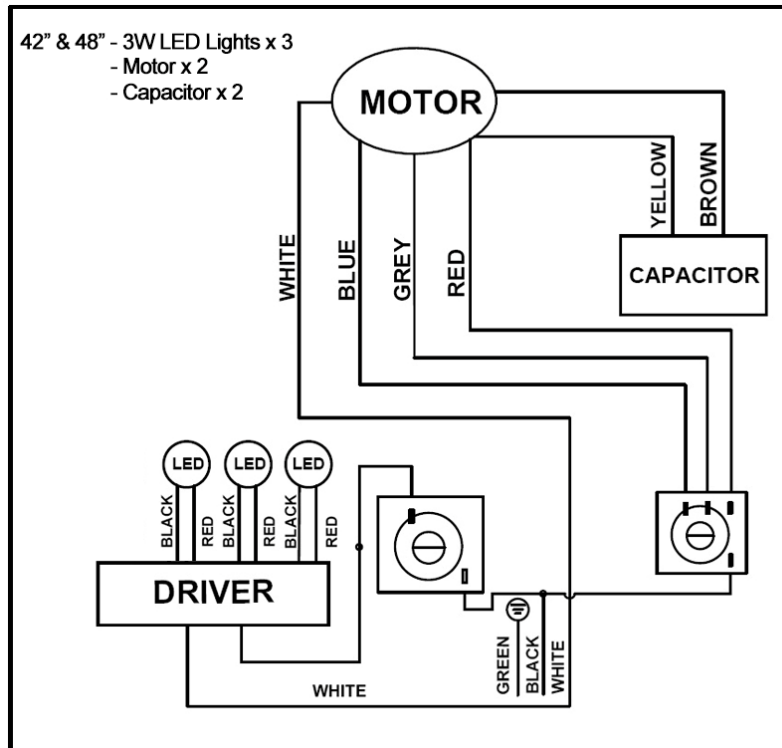 42” & 48” - 3W LED Lights x 3
- Motor x 2
- Capacitor x 2
MOTOR
WHITE
BLUE
GREY
RED
YELLOW
BROWN
CAPACITOR
LED
LED
LED
BLACK
RED
BLACK
RED
BLACK
RED
DRIVER
GREEN
BLACK
WHITE
WHITE